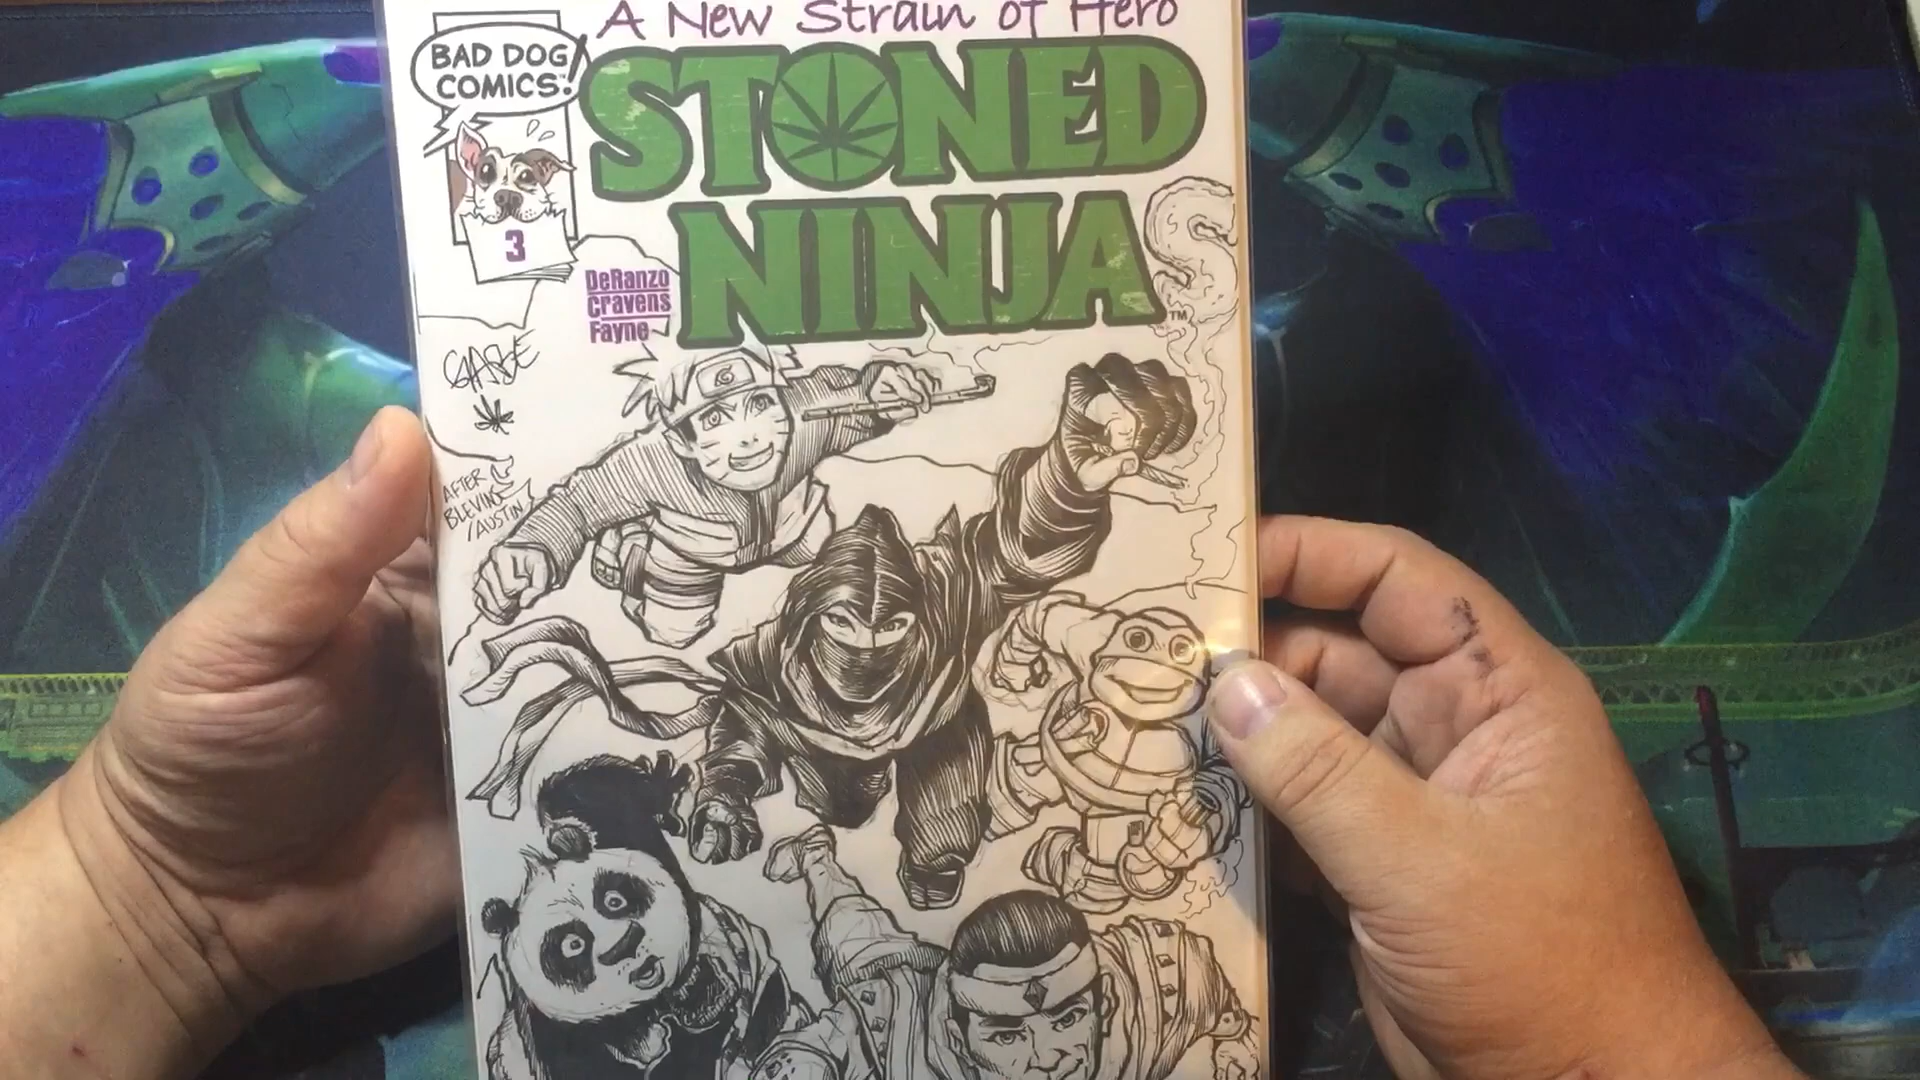 A New Strain of Hero
BAD DOG
COMICS!
STONED
NINJA
TM
3
DeRanzo
Cravens
Fayne
AFTER
BLEVINS
/AUSTIN